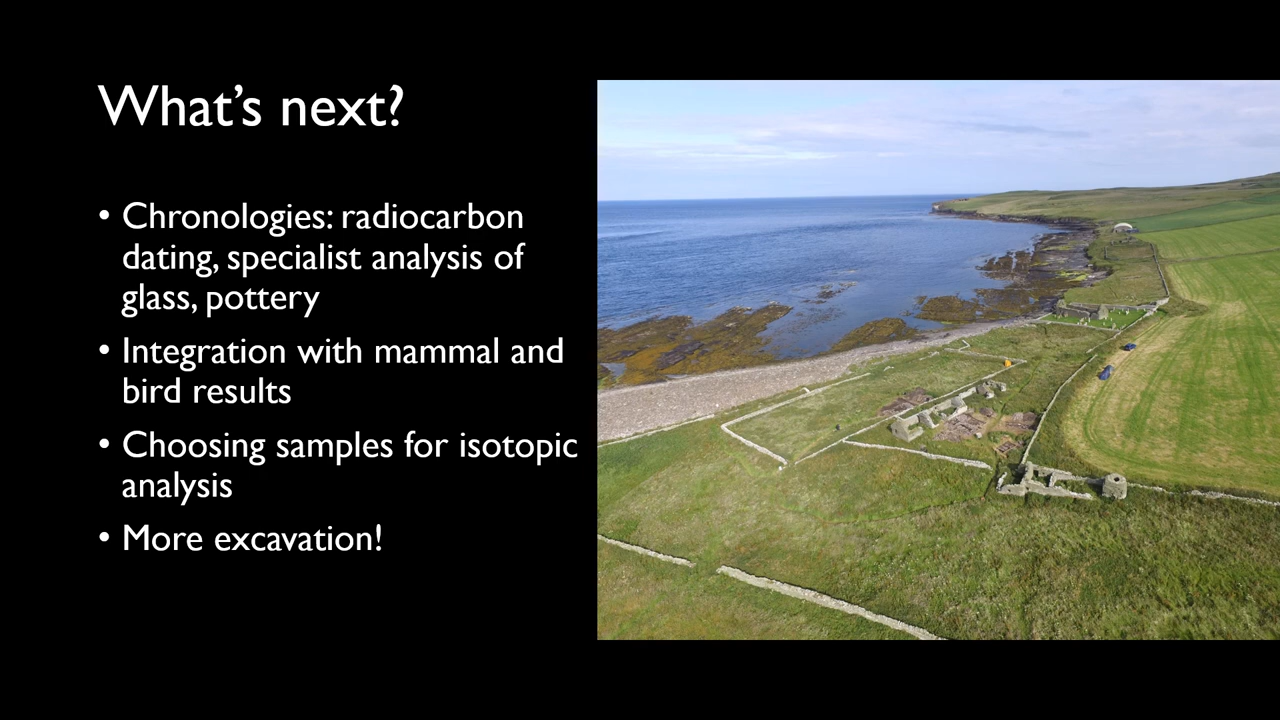 What’s next?
• Chronologies: radiocarbon
dating, specialist analysis of
glass, pottery
• Integration with mammal and
bird results
• Choosing samples for isotopic
analysis
• More excavation!